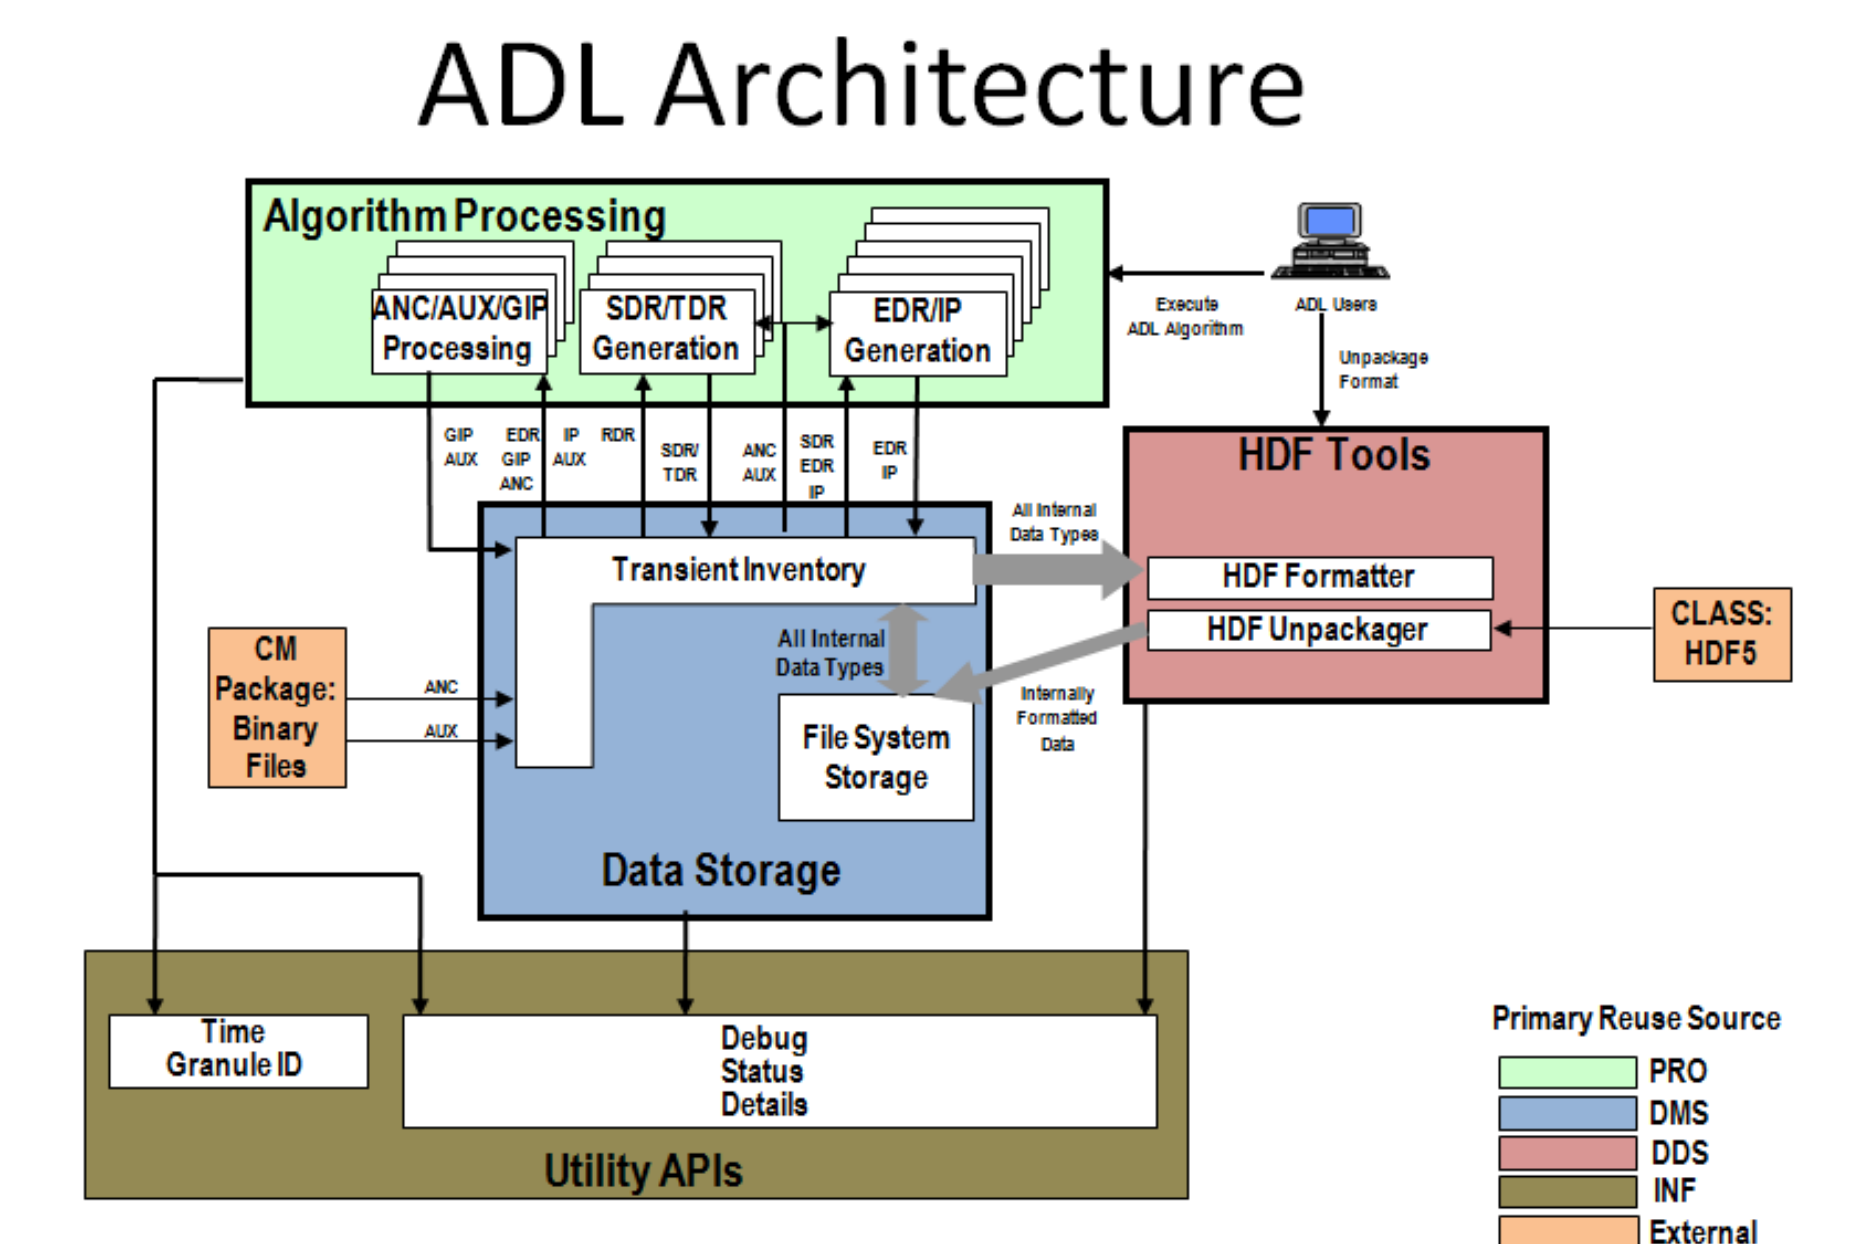 ADL Architecture
Algorithm Processing
ANC/AUX/GIP
Processing
SDR/TDR
Generation
EDR/IP
Generation
Execute
ADL Algorithm
ADL Users
Unpackage
Format
GIP
AUX
EDR
GIP
ANC
IP
AUX
RDR
SDR/
TDR
ANC
AUX
SDR
EDR
IP
EDR
IP
HDF Tools
HDF Formatter
HDF Unpackager
CLASS:
HDF5
All Internal
Data Types
Transient Inventory
All Internal
Data Types
Internally
Formatted
Data
File System
Storage
Data Storage
CM
Package:
Binary
Files
ANC
AUX
Time
Granule ID
Debug
Status
Details
Utility APIs
Primary Reuse Source
PRO
DMS
DDS
INF
External